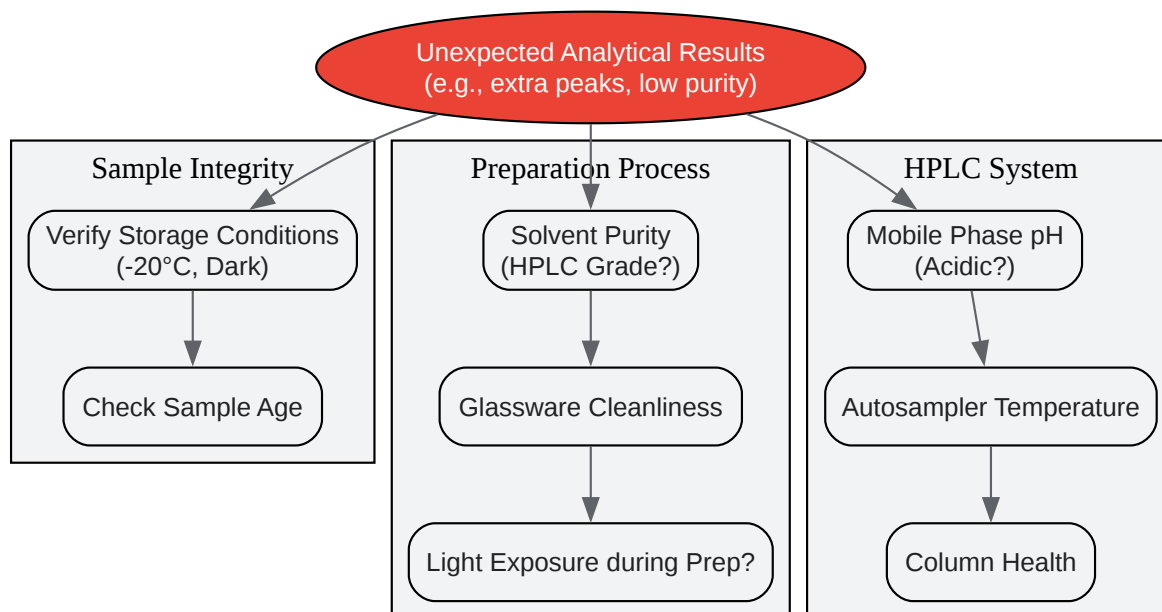 Unexpected Analytical Results
(e.g., extra peaks, low purity)
Sample Integrity
Verify Storage Conditions
(-20°C, Dark)
Check Sample Age
Preparation Process
Solvent Purity
(HPLC Grade?)
Glassware Cleanliness
Light Exposure during Prep?
HPLC System
Mobile Phase pH
(Acidic?)
Autosampler Temperature
Column Health